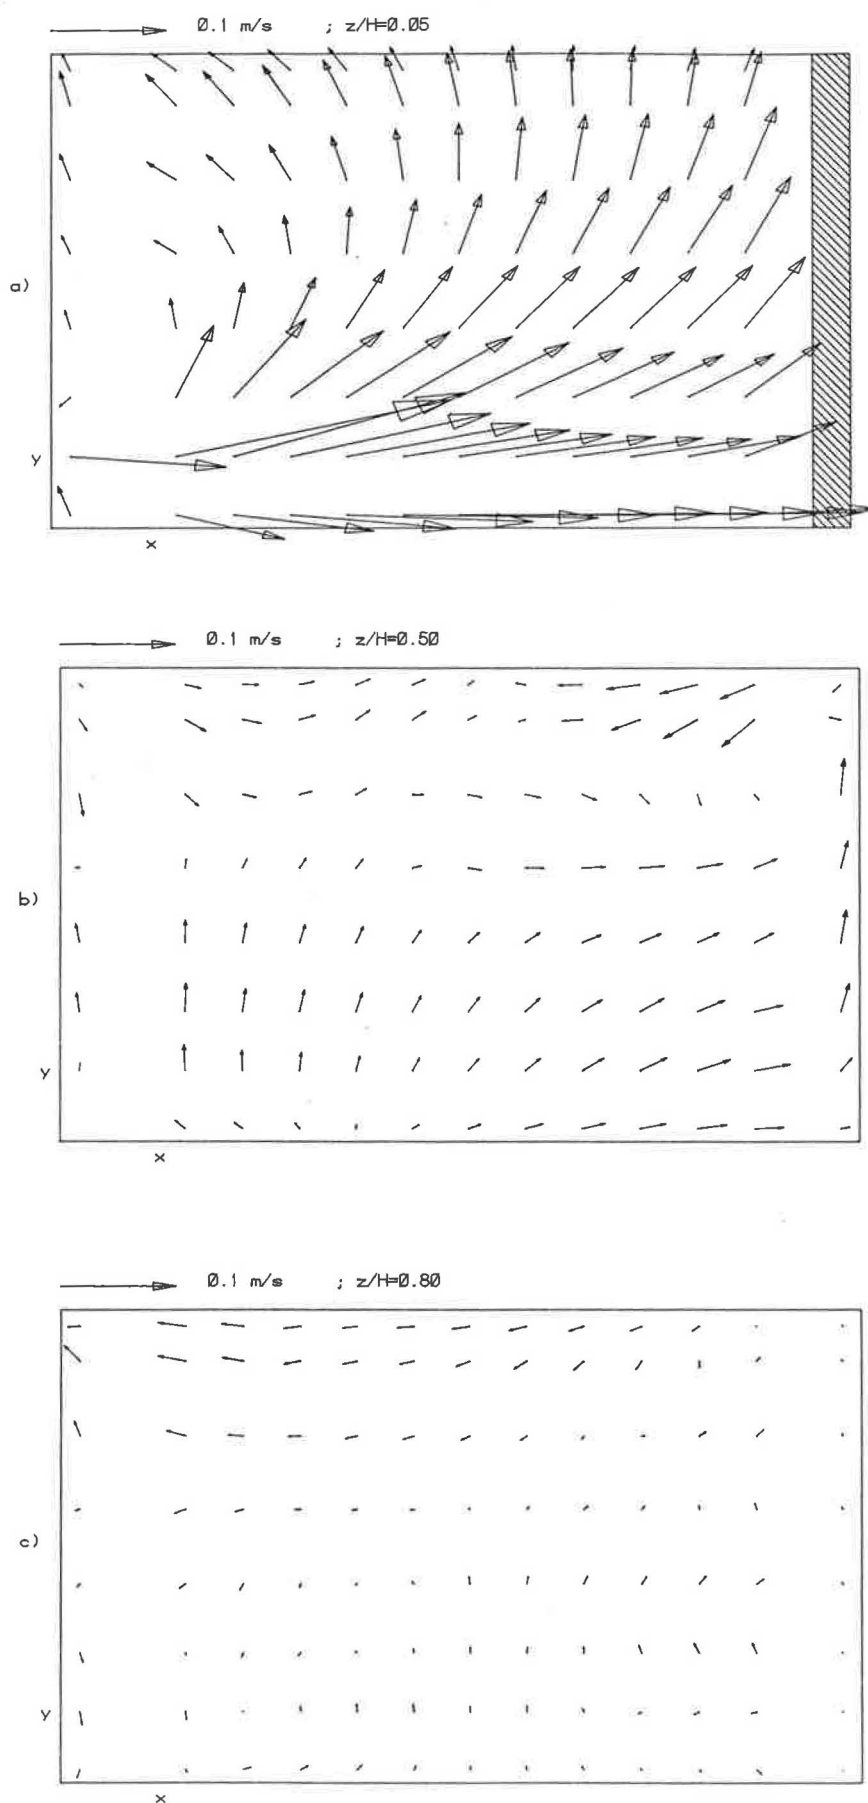 0.1 m/s ; z/H=0.05
a)
Y
x
0.1 m/s ; z/H=0.50
b)
Y
x
0.1 m/s ; z/H=0.80
c)
Y
x